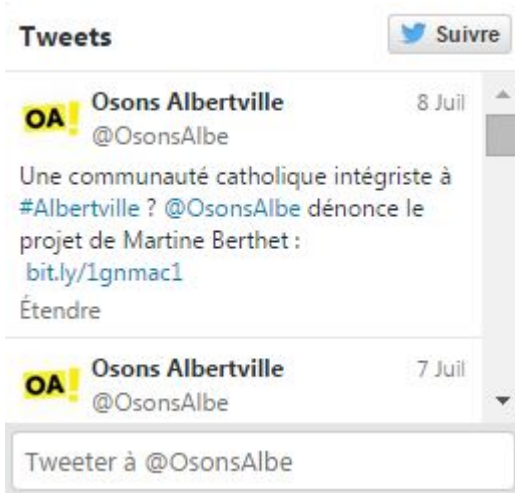 Tweets
Suivre
OA!
Osons Albertville
8 Juil
@OsonsAlbe
Une communauté catholique intégriste à
#Albertville ? @OsonsAlbe dénonce le
projet de Martine Berthet :
bit.ly/1gnmac1
Étendre
OA!
Osons Albertville
7 Juil
@OsonsAlbe
Tweeter à @OsonsAlbe